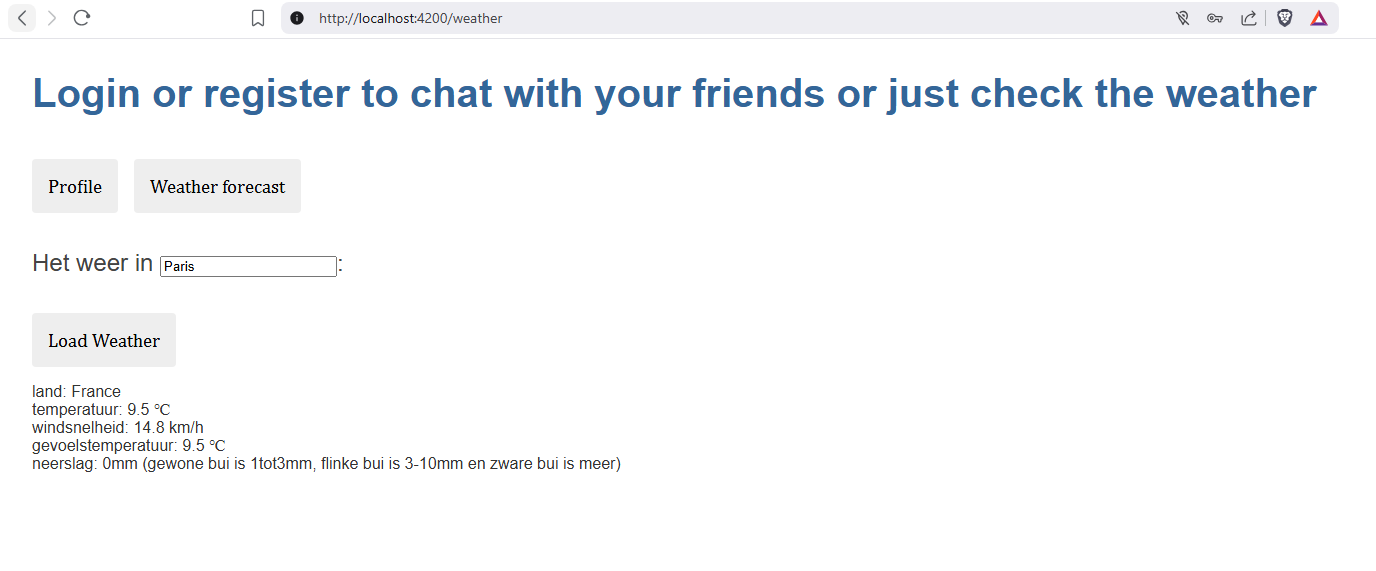 http://localhost:4200/weather
Login or register to chat with your friends or just check the weather
Profile Weather forecast
Het weer in Paris:
Load Weather
land: France
temperatuur: 9.5 °C
windsnelheid: 14.8 km/h
gevoelstemperatuur: 9.5 °C
neerslag: 0mm (gewone bui is 1tot3mm, flinke bui is 3-10mm en zware bui is meer)